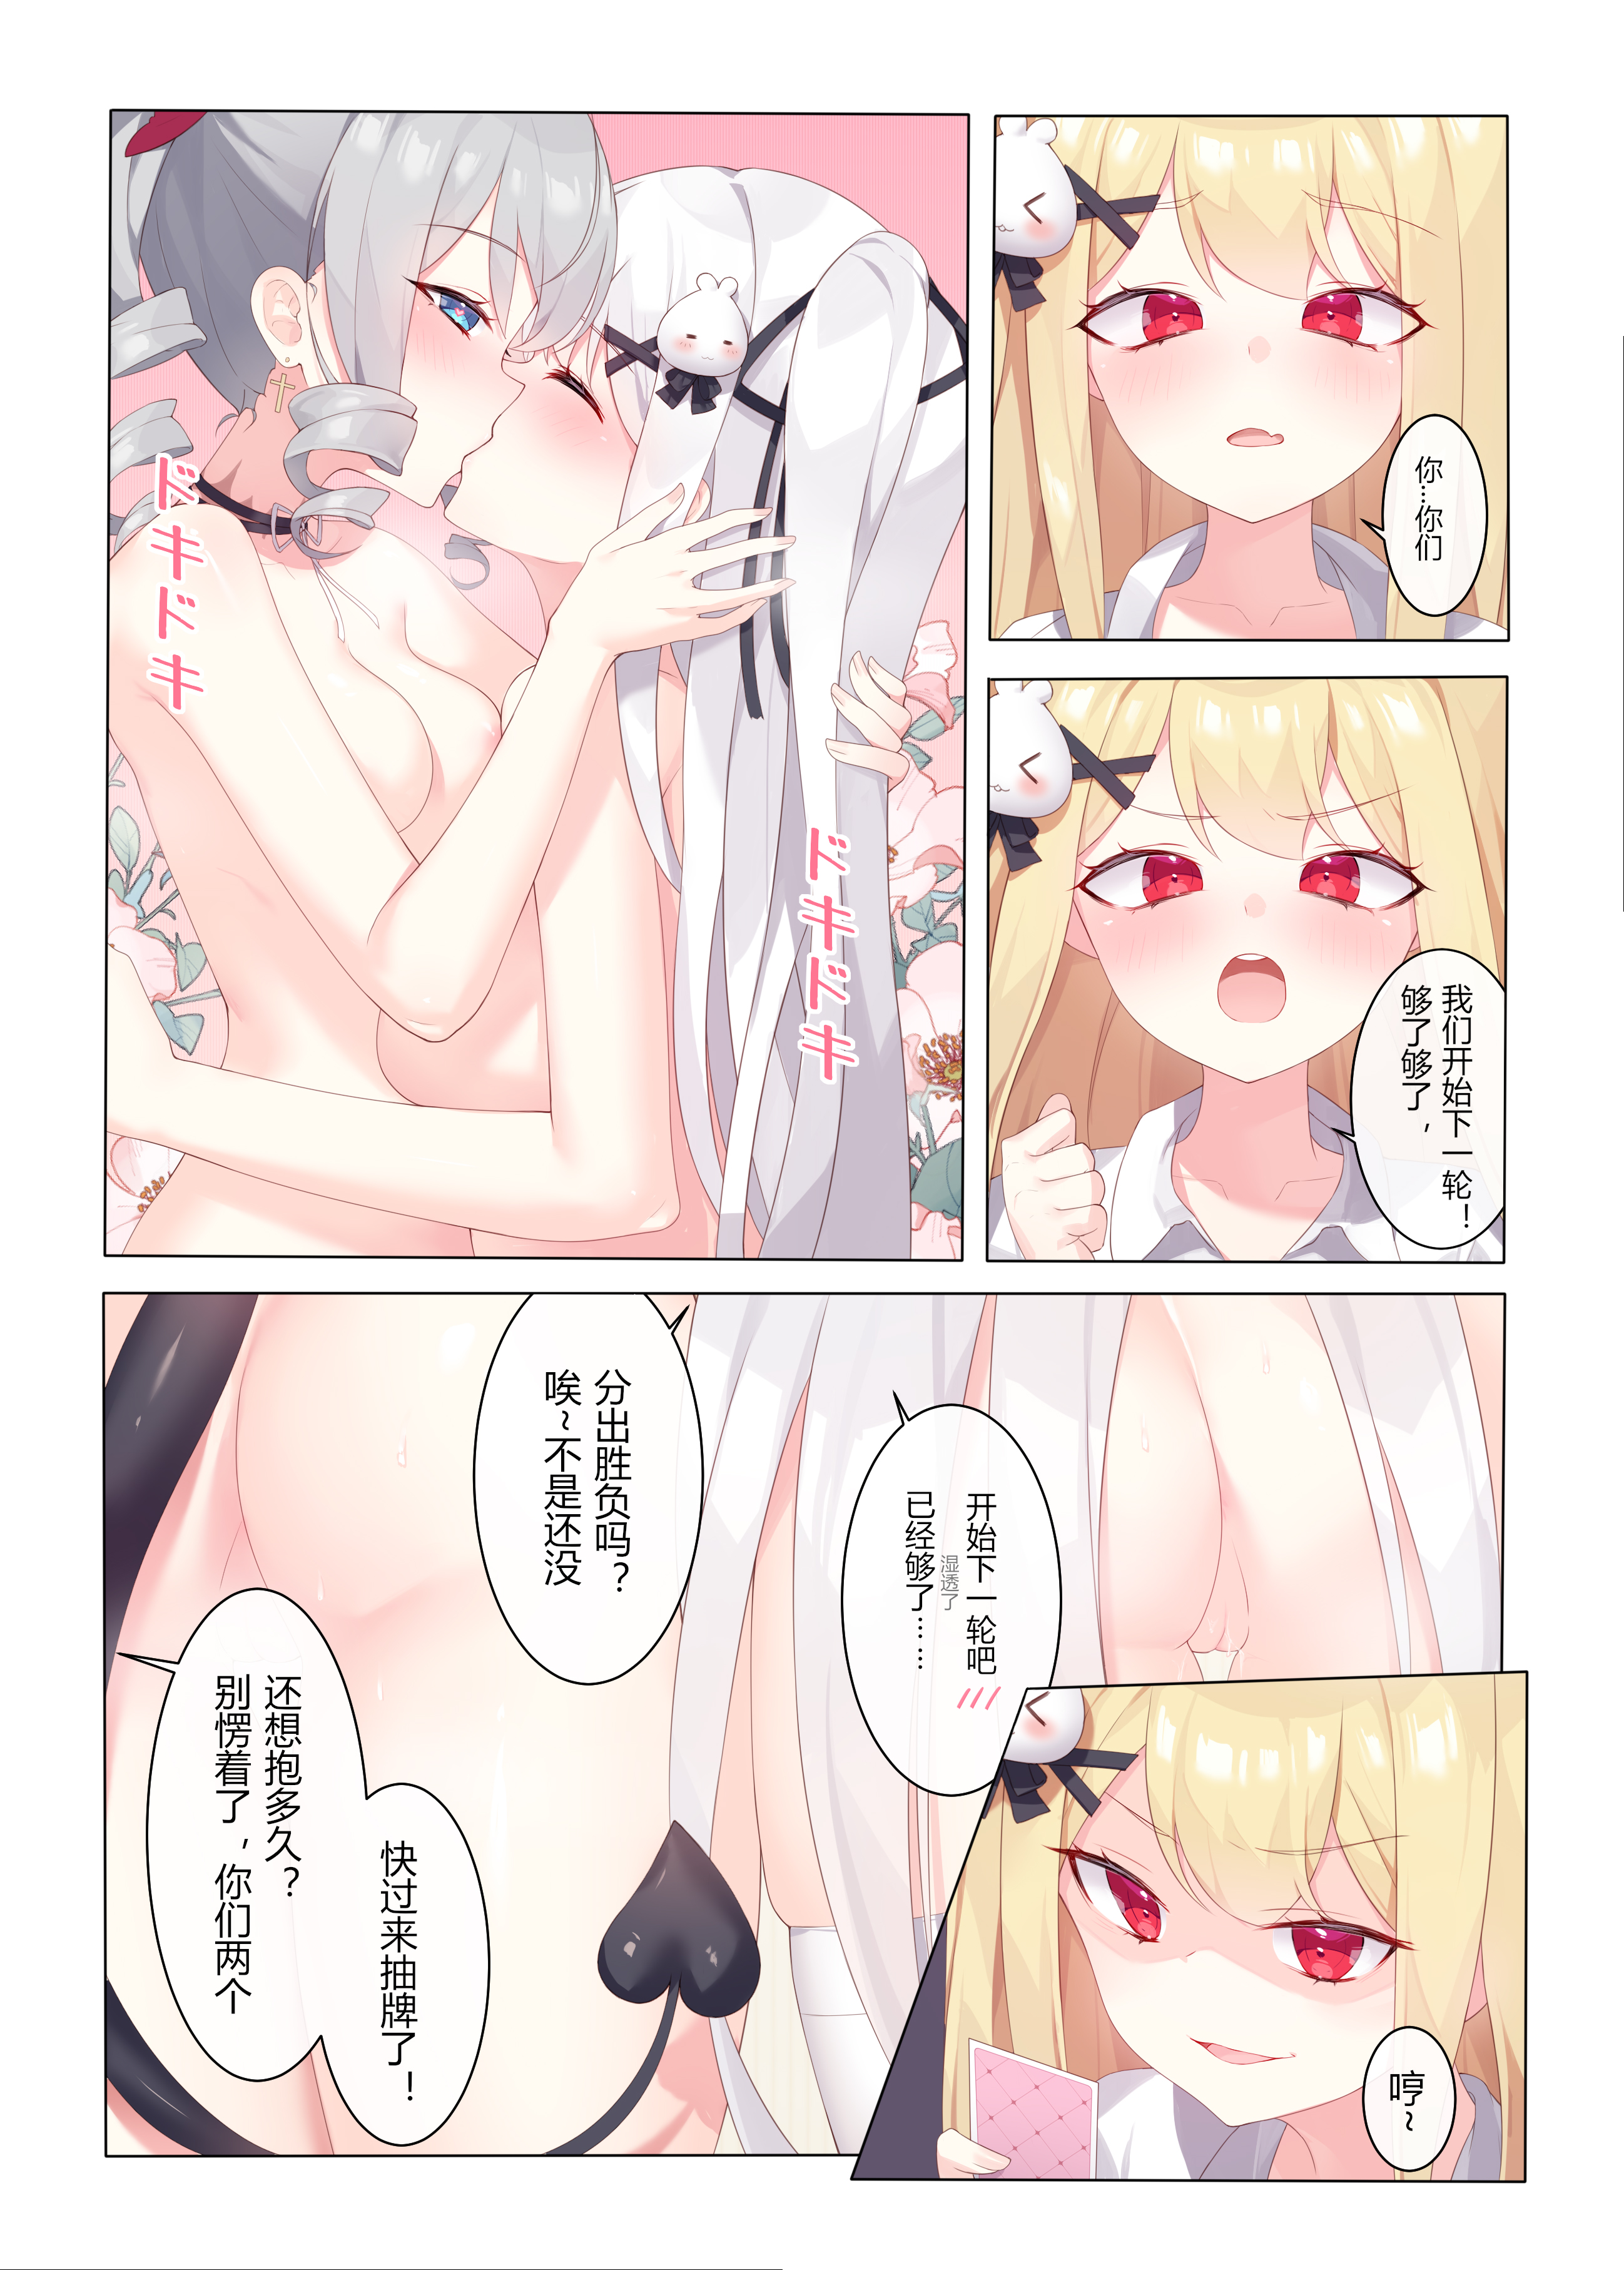 ドキドキ
ドキドキ
你…你们
够了够了，
我们开始下一轮！
唉~不是还没
分出胜负吗？
已经够了……
湿透了
开始下一轮吧
别愣着了，你们两个
还想抱多久？
快过来抽牌了！
哼~